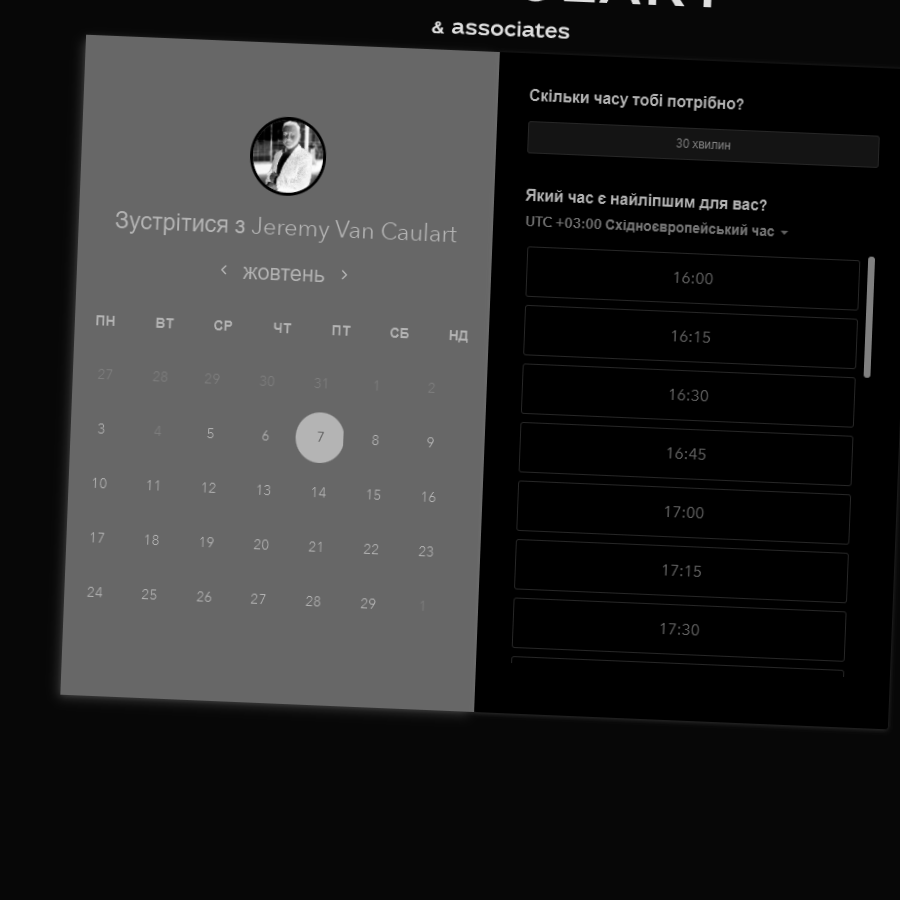 & associates
Скільки часу тобі потрібно?
30 хвилин
Зустрітися з Jeremy Van Caulart
жовтень
ПН ВТ СР ЧТ ПТ СБ НД
27 28 29 30 31 1 2
3 4 5 6 7 8 9
10 11 12 13 14 15 16
17 18 19 20 21 22 23
24 25 26 27 28 29 1
Який час є найліпшим для вас?
UTC +03:00 Східноєвропейський час
16:00
16:15
16:30
16:45
17:00
17:15
17:30